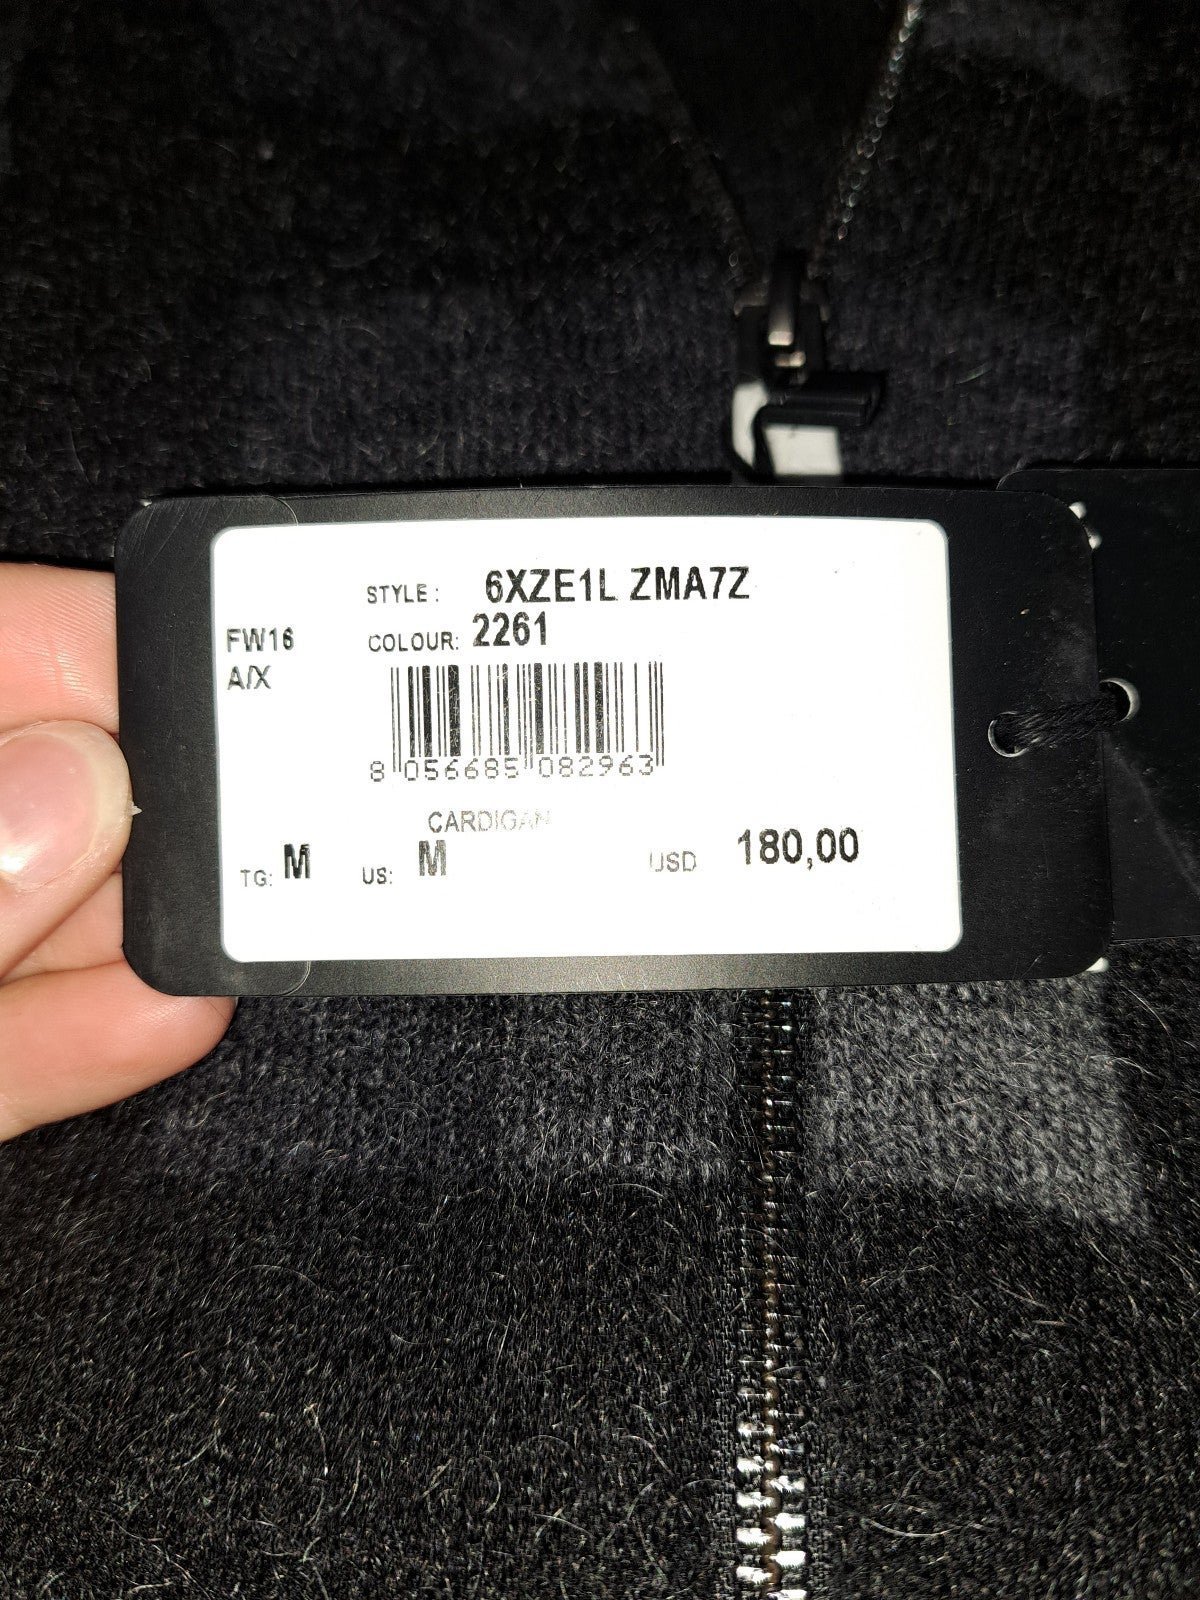 STYLE : 6XZE1L ZMA7Z
FW16 COLOUR: 2261
A/X
8 056685 082963
CARDIGAN
TG: M US: M USD 180,00